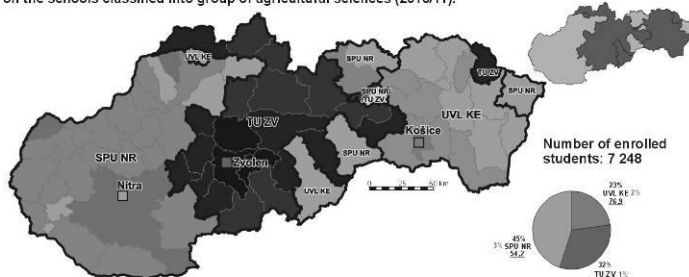 on the schools classified into group of agricultural sciences (2010/11).
UVL KE
SPU NR
TU ZV
SPU NR
TU ZV
SPU NR
TU ZV
UVL KE
Košice
SPU NR
Zvolen
SPU NR
Nitra
UVL KE
0 25 50 km
Number of enrolled
students: 7 248
23%
UVL KE 2%
76,9
45%
3% SPU NR
54,2
32%
TU ZV 1%